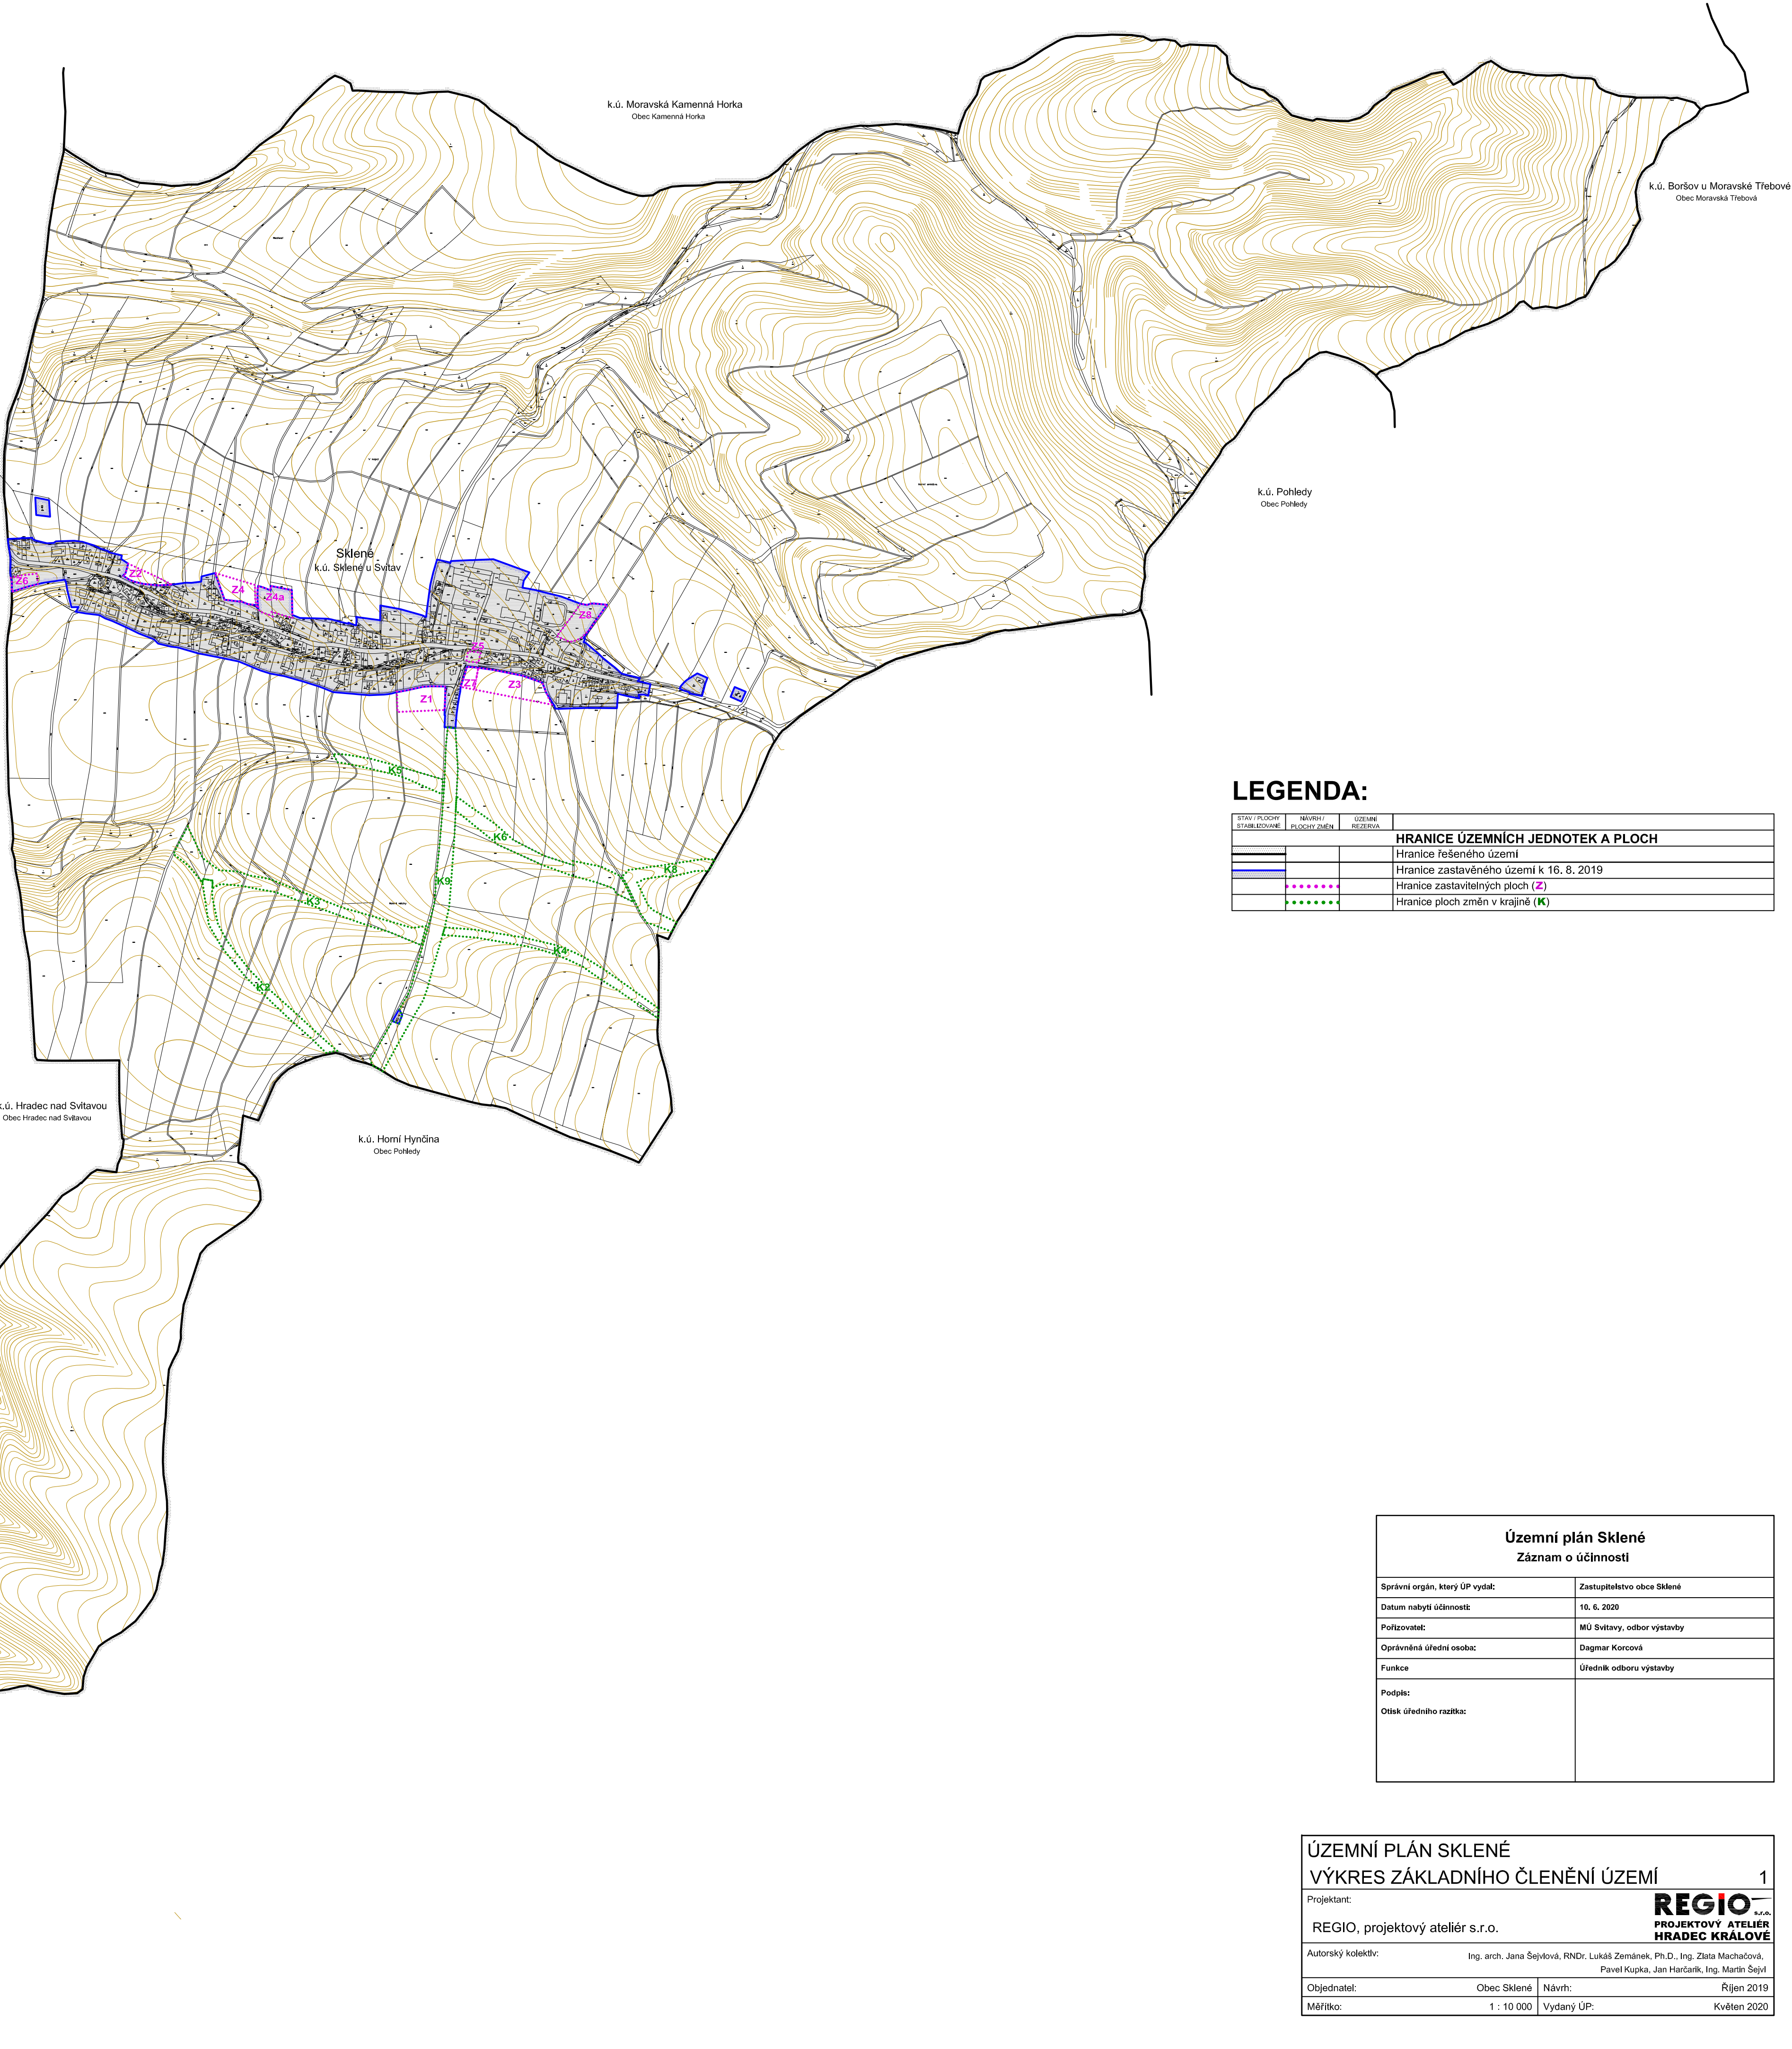 k.ú. Moravská Kamenná Horka
Obec Kamenná Horka
k.ú. Boršov u Moravské Třebové
Obec Moravská Třebová
k.ú. Pohledy
Obec Pohledy
Sklené
k.ú. Sklené u Svitav
Z6
Z2
Z4
Z4a
Z8
Z5
Z7
Z3
Z1
K5
K6
K8
K9
K3
K4
K2
k.ú. Hradec nad Svitavou
Obec Hradec nad Svitavou
k.ú. Horní Hynčina
Obec Pohledy
LEGENDA:
STAV / PLOCHY STABILIZOVANÉ
NÁVRH / PLOCHY ZMĚN
ÚZEMNÍ REZERVA
HRANICE ÚZEMNÍCH JEDNOTEK A PLOCH
Hranice řešeného území
Hranice zastavěného území k 16. 8. 2019
Hranice zastavitelných ploch (Z)
Hranice ploch změn v krajině (K)
Územní plán Sklené
Záznam o účinnosti
Správní orgán, který ÚP vydal: Zastupitelstvo obce Sklené
Datum nabytí účinnosti: 10. 6. 2020
Pořizovatel: MÚ Svitavy, odbor výstavby
Oprávněná úřední osoba: Dagmar Korcová
Funkce Úředník odboru výstavby
Podpis:
Otisk úředního razítka:
ÚZEMNÍ PLÁN SKLENÉ
VÝKRES ZÁKLADNÍHO ČLENĚNÍ ÚZEMÍ 1
Projektant:
REGIO s.r.o.
REGIO, projektový ateliér s.r.o.
PROJEKTOVÝ ATELIÉR
HRADEC KRÁLOVÉ
Autorský kolektiv: Ing. arch. Jana Šejvlová, RNDr. Lukáš Zemánek, Ph.D., Ing. Zlata Machačová,
Pavel Kupka, Jan Harčarik, Ing. Martin Šejvl
Objednatel: Obec Sklené Návrh: Říjen 2019
Měřítko: 1 : 10 000 Vydaný ÚP: Květen 2020